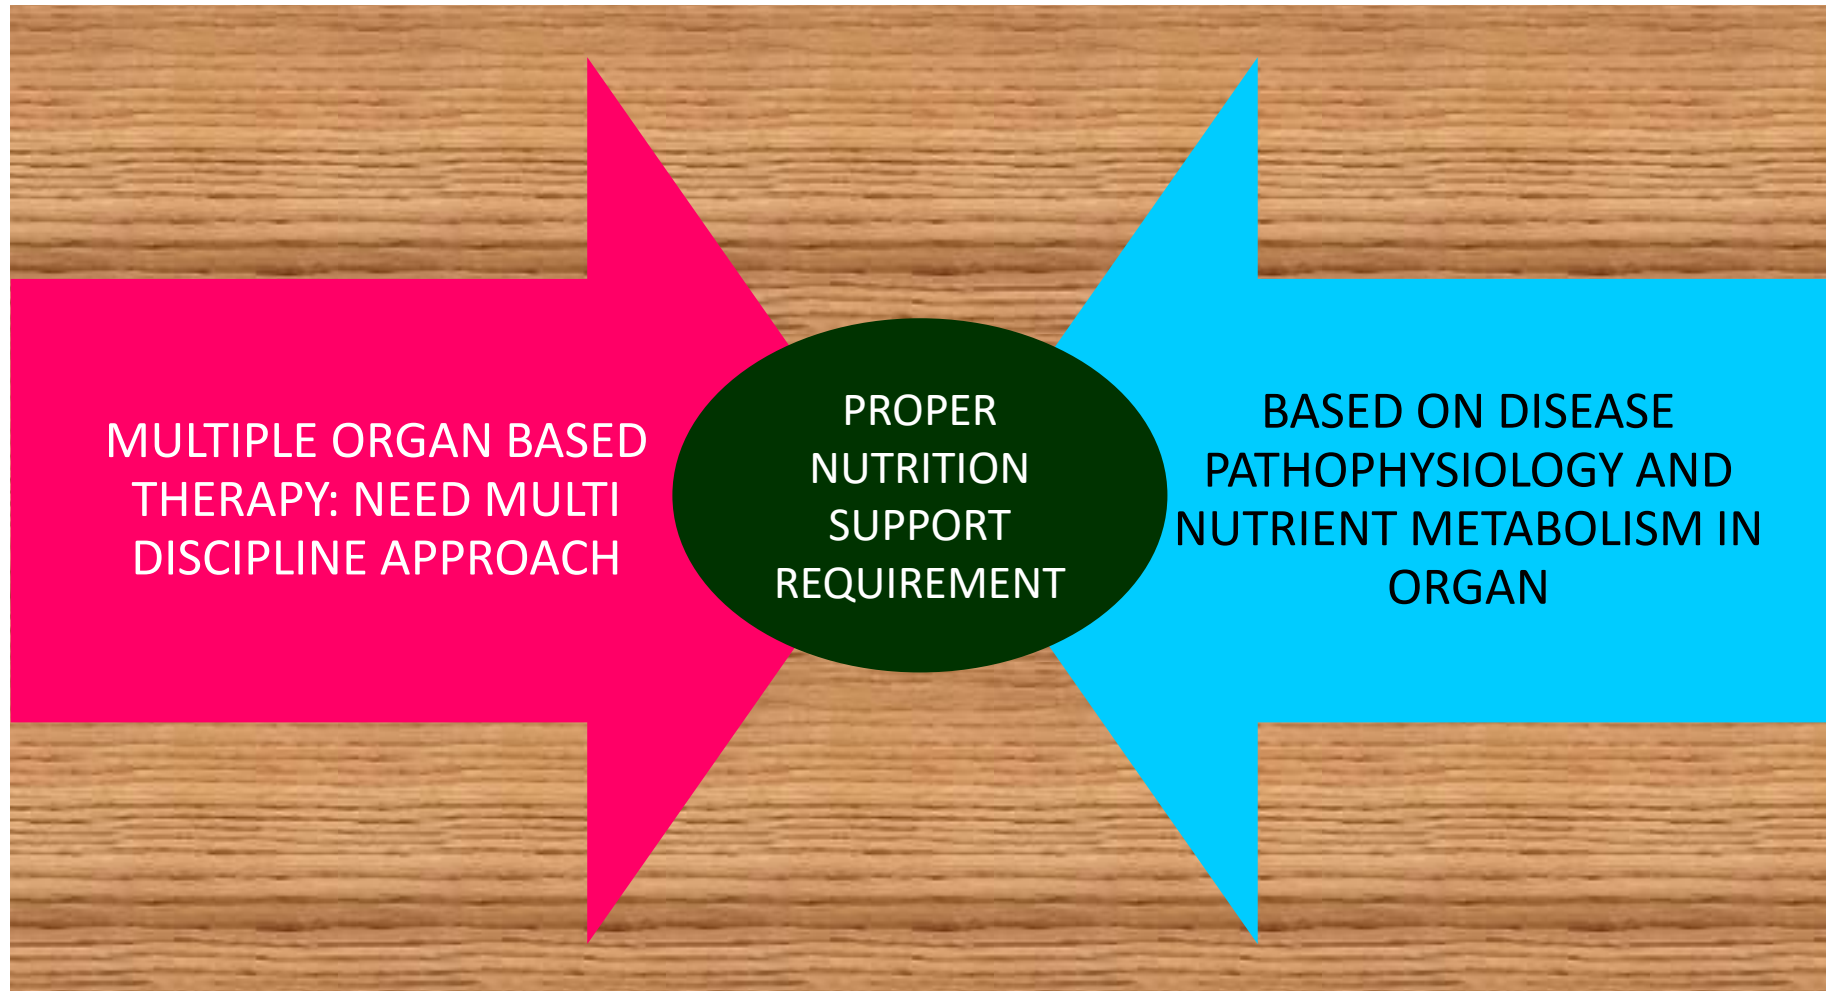 MULTIPLE ORGAN BASED
THERAPY: NEED MULTI
DISCIPLINE APPROACH
PROPER
NUTRITION
SUPPORT
REQUIREMENT
BASED ON DISEASE
PATHOPHYSIOLOGY AND
NUTRIENT METABOLISM IN
ORGAN